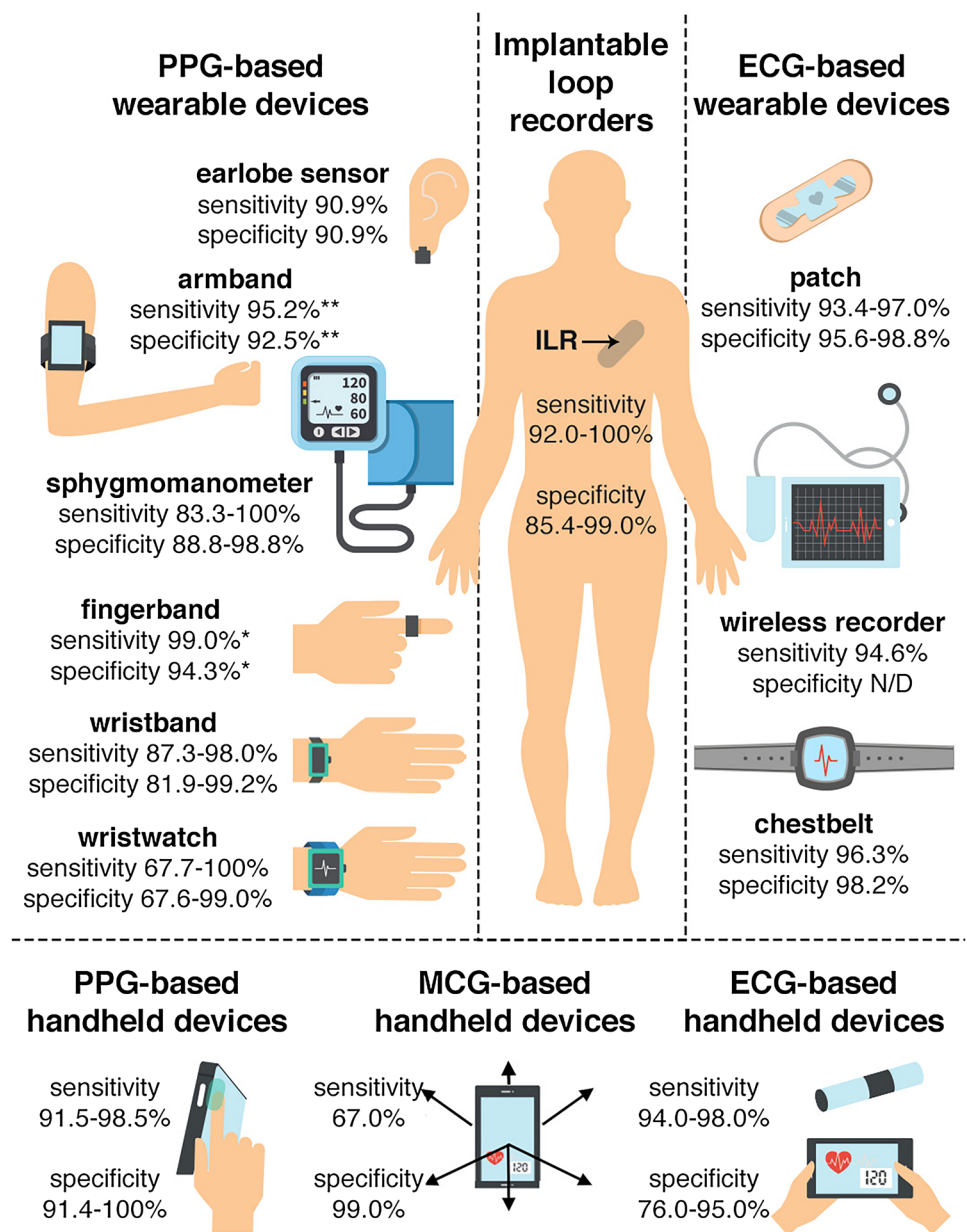 PPG-based
wearable devices
earlobe sensor
sensitivity 90.9%
specificity 90.9%
armband
sensitivity 95.2%**
specificity 92.5%**
120
80
60
sphygmomanometer
sensitivity 83.3-100%
specificity 88.8-98.8%
fingerband
sensitivity 99.0%*
specificity 94.3%*
wristband
sensitivity 87.3-98.0%
specificity 81.9-99.2%
wristwatch
sensitivity 67.7-100%
specificity 67.6-99.0%
Implantable
loop
recorders
ILR
sensitivity
92.0-100%
specificity
85.4-99.0%
ECG-based
wearable devices
patch
sensitivity 93.4-97.0%
specificity 95.6-98.8%
wireless recorder
sensitivity 94.6%
specificity N/D
chestbelt
sensitivity 96.3%
specificity 98.2%
PPG-based
handheld devices
sensitivity
91.5-98.5%
specificity
91.4-100%
MCG-based
handheld devices
sensitivity
67.0%
specificity
99.0%
120
ECG-based
handheld devices
sensitivity
94.0-98.0%
specificity
76.0-95.0%
120